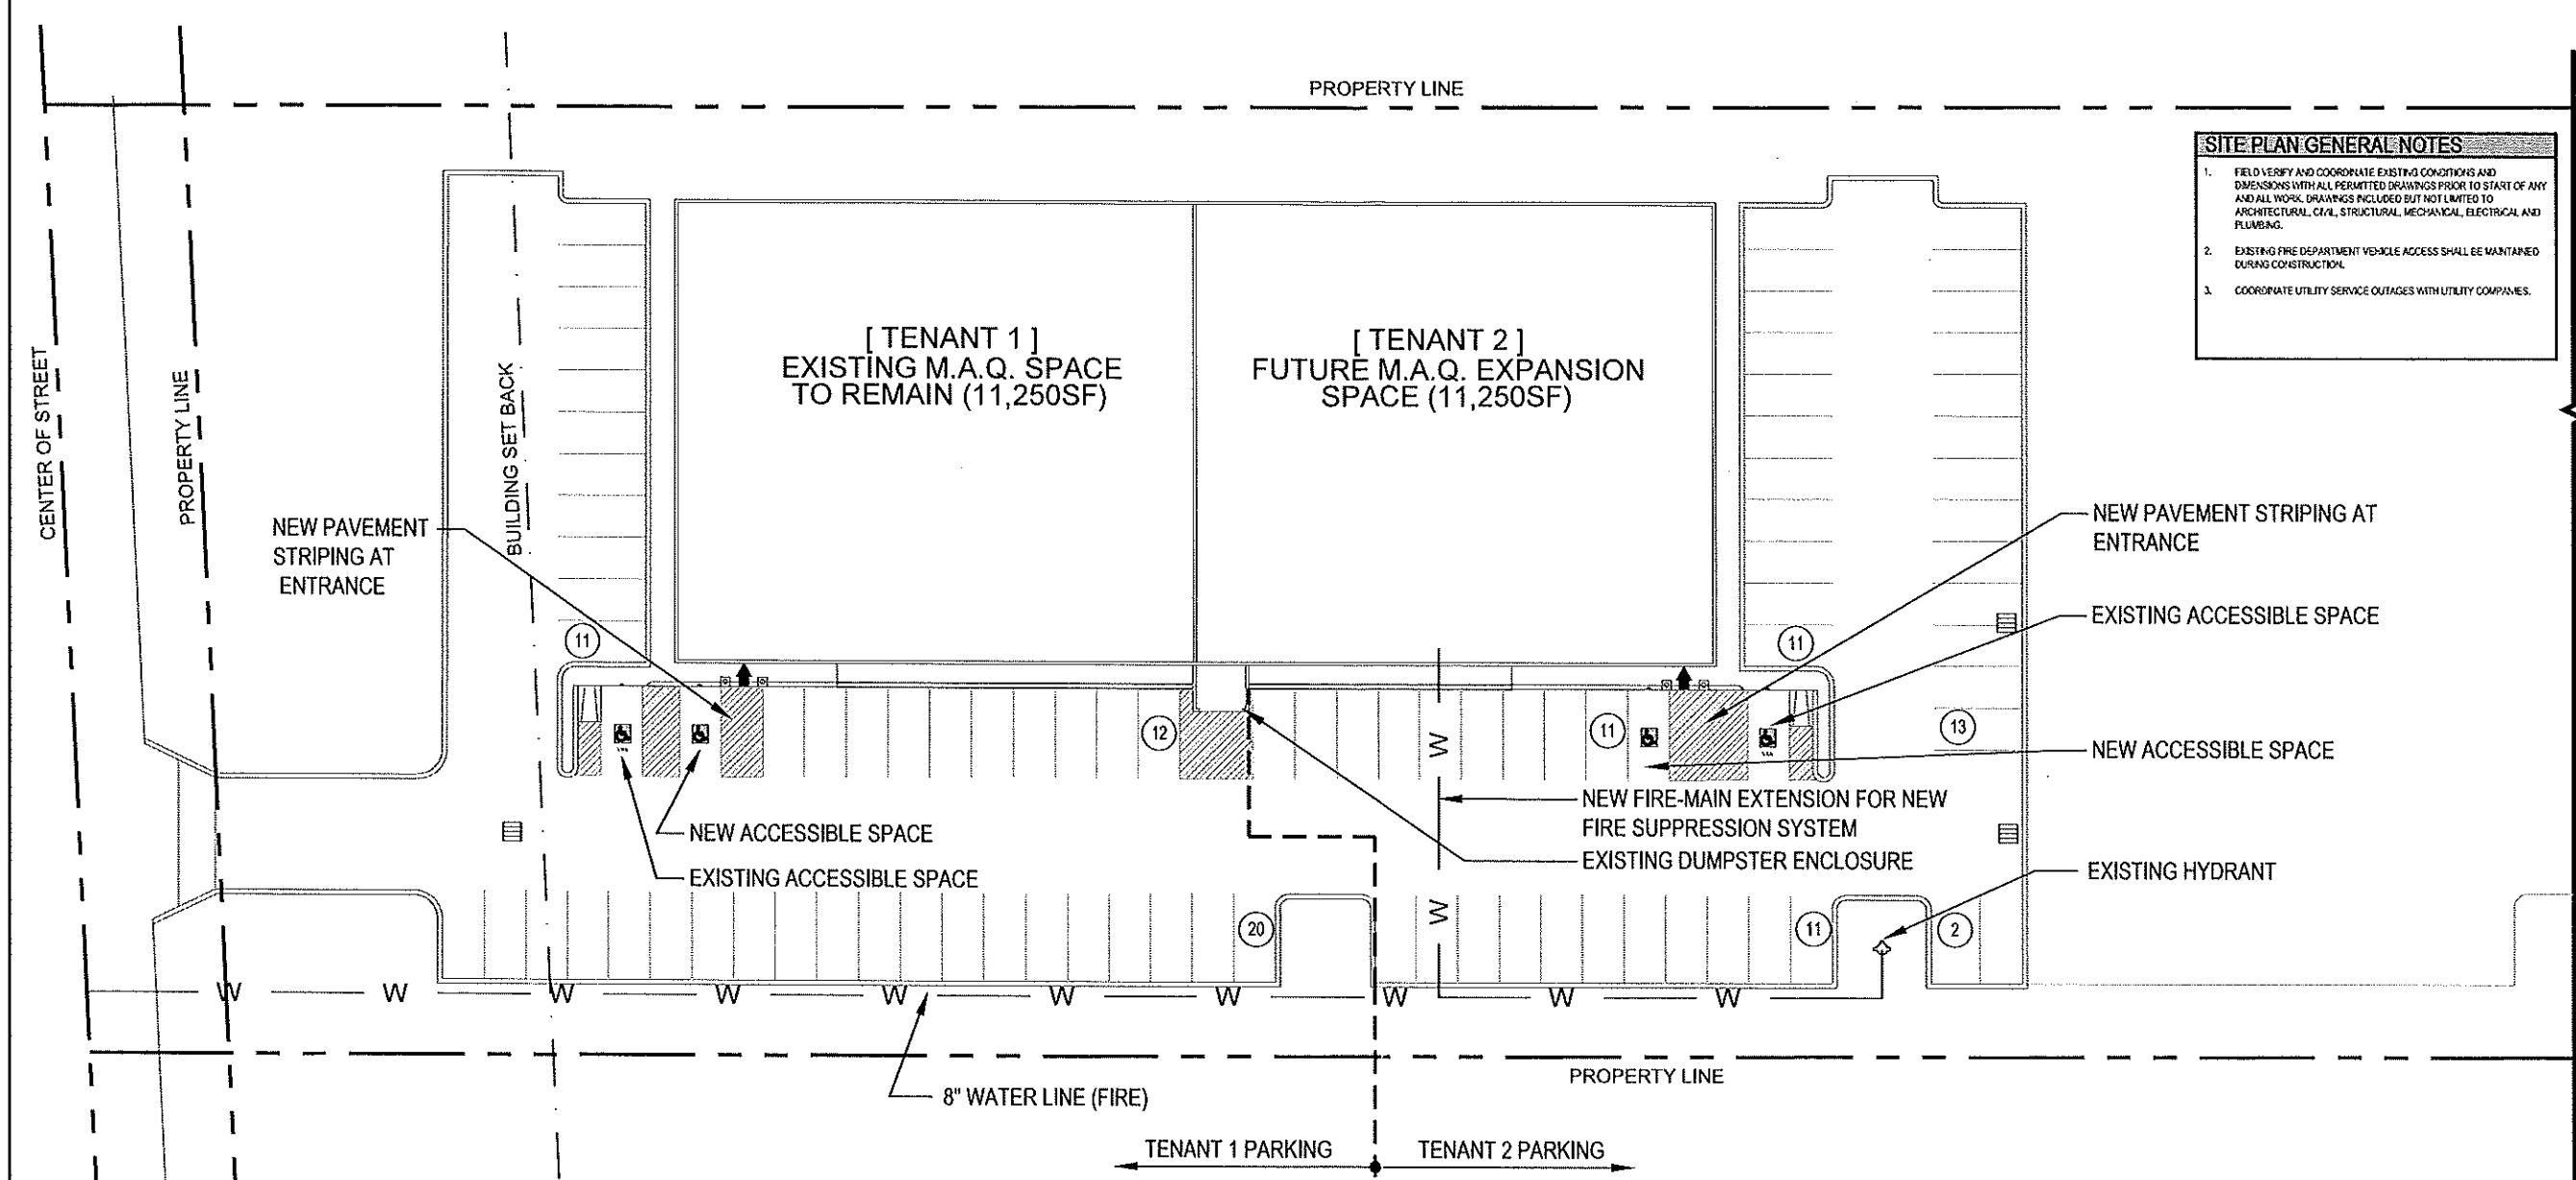 PROPERTY LINE
SITE PLAN GENERAL NOTES
1. FIELD VERIFY AND COORDINATE EXISTING CONDITIONS AND
DIMENSIONS WITH ALL PERMITTED DRAWINGS PRIOR TO START OF ANY
AND ALL WORK. DRAWINGS INCLUDED BUT NOT LIMITED TO
ARCHITECTURAL, CIVIL, STRUCTURAL, MECHANICAL, ELECTRICAL AND
PLUMBING.
2. EXISTING FIRE DEPARTMENT VEHICLE ACCESS SHALL BE MAINTAINED
DURING CONSTRUCTION.
3. COORDINATE UTILITY SERVICE OUTAGES WITH UTILITY COMPANIES.
CENTER OF STREET
PROPERTY LINE
BUILDING SET BACK
[ TENANT 1 ]
EXISTING M.A.Q. SPACE
TO REMAIN (11,250SF)
[ TENANT 2 ]
FUTURE M.A.Q. EXPANSION
SPACE (11,250SF)
NEW PAVEMENT
STRIPING AT
ENTRANCE
NEW PAVEMENT STRIPING AT
ENTRANCE
EXISTING ACCESSIBLE SPACE
NEW ACCESSIBLE SPACE
11
11
12
11
13
W
NEW FIRE-MAIN EXTENSION FOR NEW
FIRE SUPPRESSION SYSTEM
EXISTING DUMPSTER ENCLOSURE
NEW ACCESSIBLE SPACE
EXISTING ACCESSIBLE SPACE
EXISTING HYDRANT
W
20
11
2
W W W W W W W W W W
PROPERTY LINE
8" WATER LINE (FIRE)
TENANT 1 PARKING
TENANT 2 PARKING